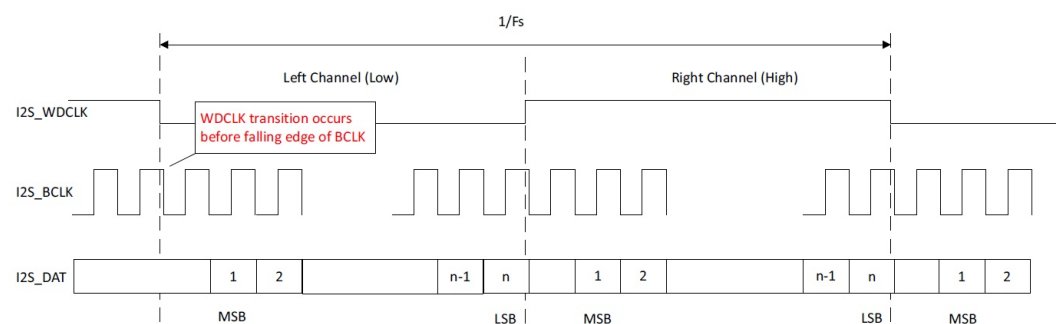 1/Fs
Left Channel (Low)
Right Channel (High)
I2S_WDCLK
WDCLK transition occurs
before falling edge of BCLK
I2S_BCLK
I2S_DAT
1
2
n-1
n
1
2
n-1
n
1
2
MSB
LSB
MSB
LSB
MSB